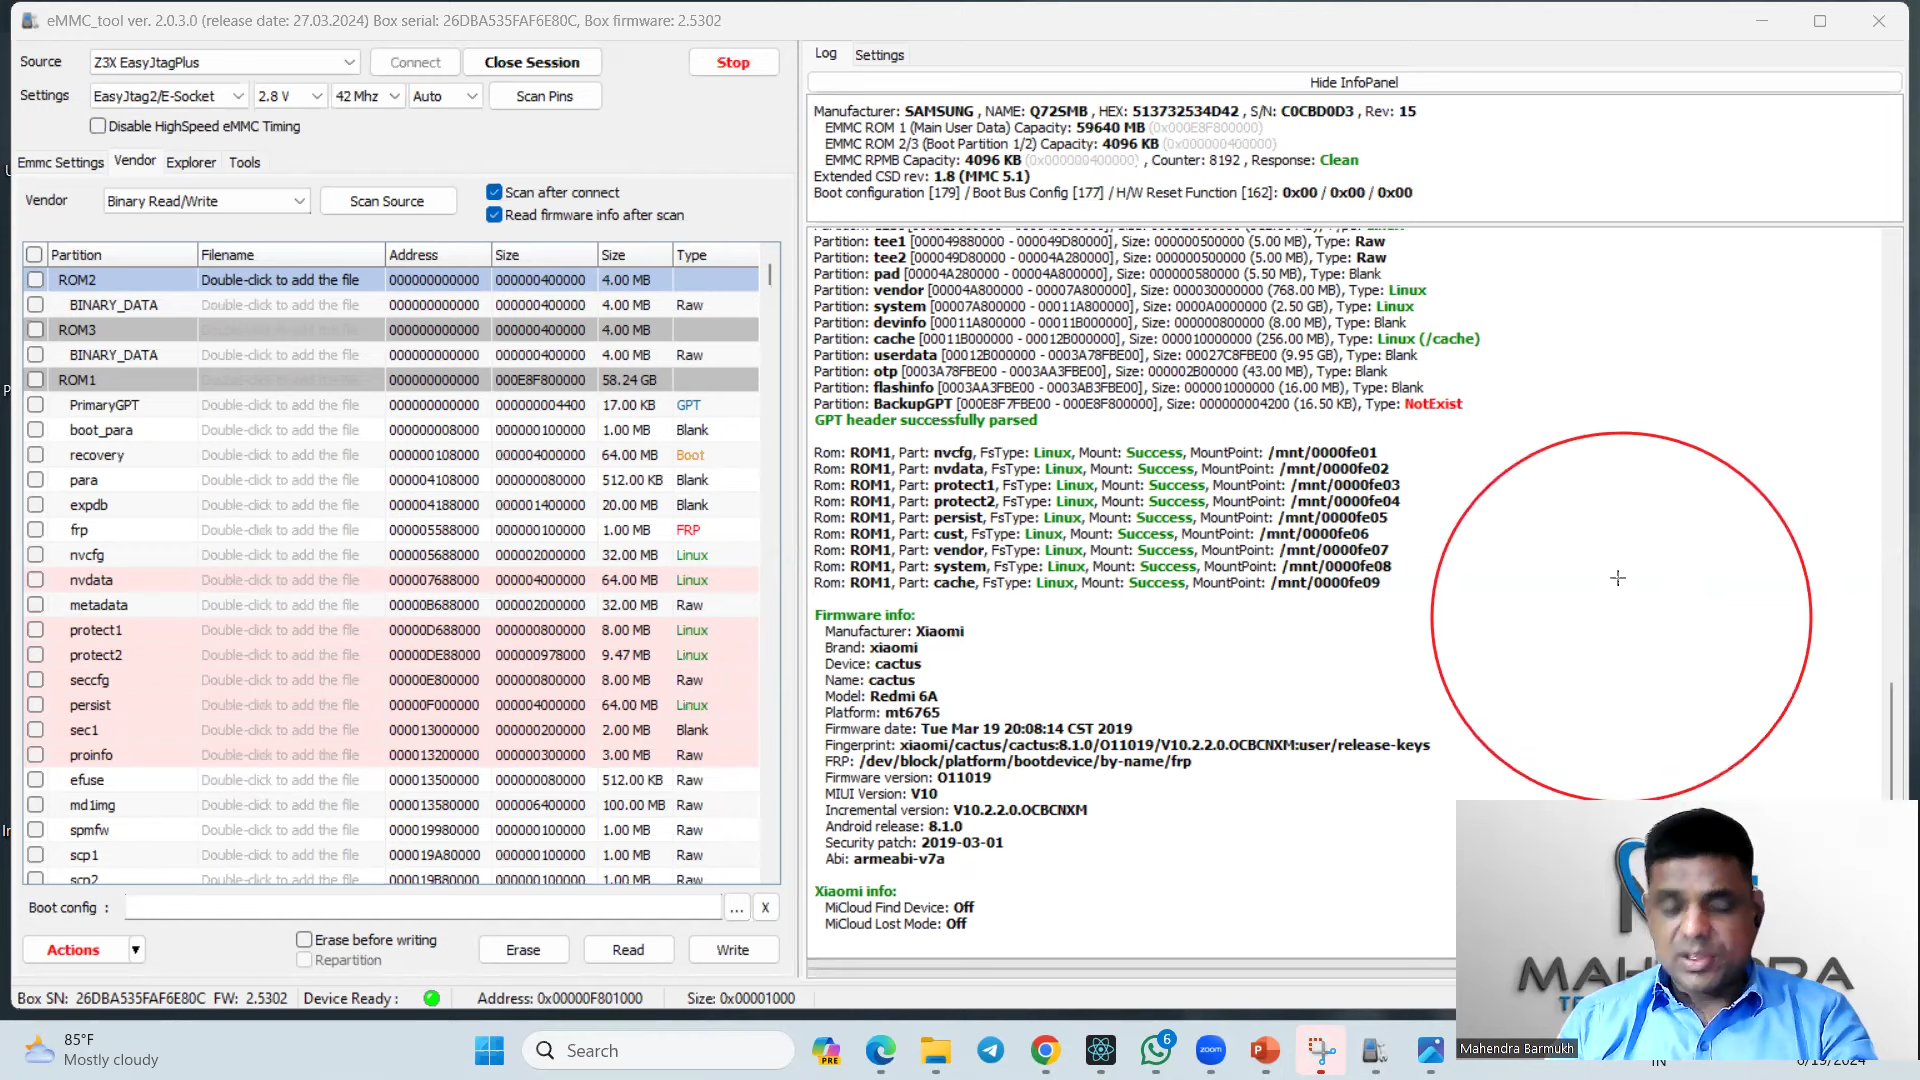 eMMC_tool ver. 2.0.3.0 (release date: 27.03.2024) Box serial: 26DBA535FAF6E80C, Box firmware: 2.5302
Source Z3X EasyJtagPlus Connect Close Session Stop
Settings EasyJtag2/E-Socket 2.8 V 42 Mhz Auto Scan Pins
Disable HighSpeed eMMC Timing
Emmc Settings Vendor Explorer Tools
Vendor Binary Read/Write Scan Source
Scan after connect
Read firmware info after scan
Partition Filename Address Size Size Type
ROM2 Double-click to add the file 000000000000 000000400000 4.00 MB
BINARY_DATA Double-click to add the file 000000000000 000000400000 4.00 MB Raw
ROM3 Double-click to add the file 000000000000 000000400000 4.00 MB
BINARY_DATA Double-click to add the file 000000000000 000000400000 4.00 MB Raw
ROM1 Double-click to add the file 000000000000 000E8F800000 58.24 GB
PrimaryGPT Double-click to add the file 000000000000 000000004400 17.00 KB GPT
boot_para Double-click to add the file 000000008000 000000100000 1.00 MB Blank
recovery Double-click to add the file 000000108000 000004000000 64.00 MB Boot
para Double-click to add the file 000004108000 000000080000 512.00 KB Blank
expdb Double-click to add the file 000004188000 000001400000 20.00 MB Blank
frp Double-click to add the file 000005588000 000000100000 1.00 MB FRP
nvcfg Double-click to add the file 000005688000 000002000000 32.00 MB Linux
nvdata Double-click to add the file 000007688000 000004000000 64.00 MB Linux
metadata Double-click to add the file 00000B688000 000002000000 32.00 MB Raw
protect1 Double-click to add the file 00000D688000 000000800000 8.00 MB Linux
protect2 Double-click to add the file 00000DE88000 000000978000 9.47 MB Linux
seccfg Double-click to add the file 00000E800000 000000800000 8.00 MB Raw
persist Double-click to add the file 00000F000000 000004000000 64.00 MB Linux
sec1 Double-click to add the file 000013000000 000000200000 2.00 MB Blank
proinfo Double-click to add the file 000013200000 000000300000 3.00 MB Raw
efuse Double-click to add the file 000013500000 000000080000 512.00 KB Raw
md1img Double-click to add the file 000013580000 000006400000 100.00 MB Raw
spmfw Double-click to add the file 000019980000 000000100000 1.00 MB Raw
scp1 Double-click to add the file 000019A80000 000000100000 1.00 MB Raw
scp2 Double-click to add the file 000019B80000 000000100000 1.00 MB Raw
Boot config : ... X
Actions
Erase before writing
Repartition
Erase Read Write
Box SN: 26DBA535FAF6E80C FW: 2.5302 Device Ready : Address: 0x00000F801000 Size: 0x00001000
Log Settings
Hide InfoPanel
Manufacturer: SAMSUNG , NAME: Q72SMB , HEX: 513732534D42 , S/N: C0CBD0D3 , Rev: 15
EMMC ROM 1 (Main User Data) Capacity: 59640 MB (0x000E8F800000)
EMMC ROM 2/3 (Boot Partition 1/2) Capacity: 4096 KB (0x000000400000)
EMMC RPMB Capacity: 4096 KB (0x000000400000) , Counter: 8192 , Response: Clean
Extended CSD rev: 1.8 (MMC 5.1)
Boot configuration [179] / Boot Bus Config [177] / H/W Reset Function [162]: 0x00 / 0x00 / 0x00
Partition: tee1 [000049880000 - 000049D80000], Size: 000000500000 (5.00 MB), Type: Raw
Partition: tee2 [000049D80000 - 00004A280000], Size: 000000500000 (5.00 MB), Type: Raw
Partition: pad [00004A280000 - 00004A800000], Size: 000000580000 (5.50 MB), Type: Blank
Partition: vendor [00004A800000 - 00007A800000], Size: 000030000000 (768.00 MB), Type: Linux
Partition: system [00007A800000 - 00011A800000], Size: 0000A0000000 (2.50 GB), Type: Linux
Partition: devinfo [00011A800000 - 00011B000000], Size: 000000800000 (8.00 MB), Type: Blank
Partition: cache [00011B000000 - 00012B000000], Size: 000010000000 (256.00 MB), Type: Linux (/cache)
Partition: userdata [00012B000000 - 0003A78FBE00], Size: 00027C8FBE00 (9.95 GB), Type: Blank
Partition: otp [0003A78FBE00 - 0003AA3FBE00], Size: 000002B00000 (43.00 MB), Type: Blank
Partition: flashinfo [0003AA3FBE00 - 0003AB3FBE00], Size: 000001000000 (16.00 MB), Type: Blank
Partition: BackupGPT [000E8F7FBE00 - 000E8F800000], Size: 000000004200 (16.50 KB), Type: NotExist
GPT header successfully parsed
Rom: ROM1, Part: nvcfg, FsType: Linux, Mount: Success, MountPoint: /mnt/0000fe01
Rom: ROM1, Part: nvdata, FsType: Linux, Mount: Success, MountPoint: /mnt/0000fe02
Rom: ROM1, Part: protect1, FsType: Linux, Mount: Success, MountPoint: /mnt/0000fe03
Rom: ROM1, Part: protect2, FsType: Linux, Mount: Success, MountPoint: /mnt/0000fe04
Rom: ROM1, Part: persist, FsType: Linux, Mount: Success, MountPoint: /mnt/0000fe05
Rom: ROM1, Part: cust, FsType: Linux, Mount: Success, MountPoint: /mnt/0000fe06
Rom: ROM1, Part: vendor, FsType: Linux, Mount: Success, MountPoint: /mnt/0000fe07
Rom: ROM1, Part: system, FsType: Linux, Mount: Success, MountPoint: /mnt/0000fe08
Rom: ROM1, Part: cache, FsType: Linux, Mount: Success, MountPoint: /mnt/0000fe09
Firmware info:
Manufacturer: Xiaomi
Brand: xiaomi
Device: cactus
Name: cactus
Model: Redmi 6A
Platform: mt6765
Firmware date: Tue Mar 19 20:08:14 CST 2019
Fingerprint: xiaomi/cactus/cactus:8.1.0/O11019/V10.2.2.0.OCBCNXM:user/release-keys
FRP: /dev/block/platform/bootdevice/by-name/frp
Firmware version: O11019
MIUI Version: V10
Incremental version: V10.2.2.0.OCBCNXM
Android release: 8.1.0
Security patch: 2019-03-01
Abi: armeabi-v7a
Xiaomi info:
MiCloud Find Device: Off
MiCloud Lost Mode: Off
Mahendra Barmukh
85°F
Mostly cloudy
Search
PRE
6
zoom
IN
6/19/2024